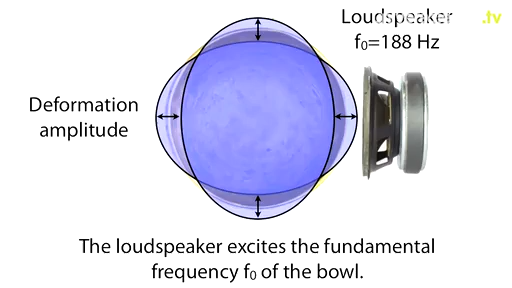 Loudspeaker
.tv
f₀=188 Hz
Deformation
amplitude
The loudspeaker excites the fundamental
frequency f₀ of the bowl.